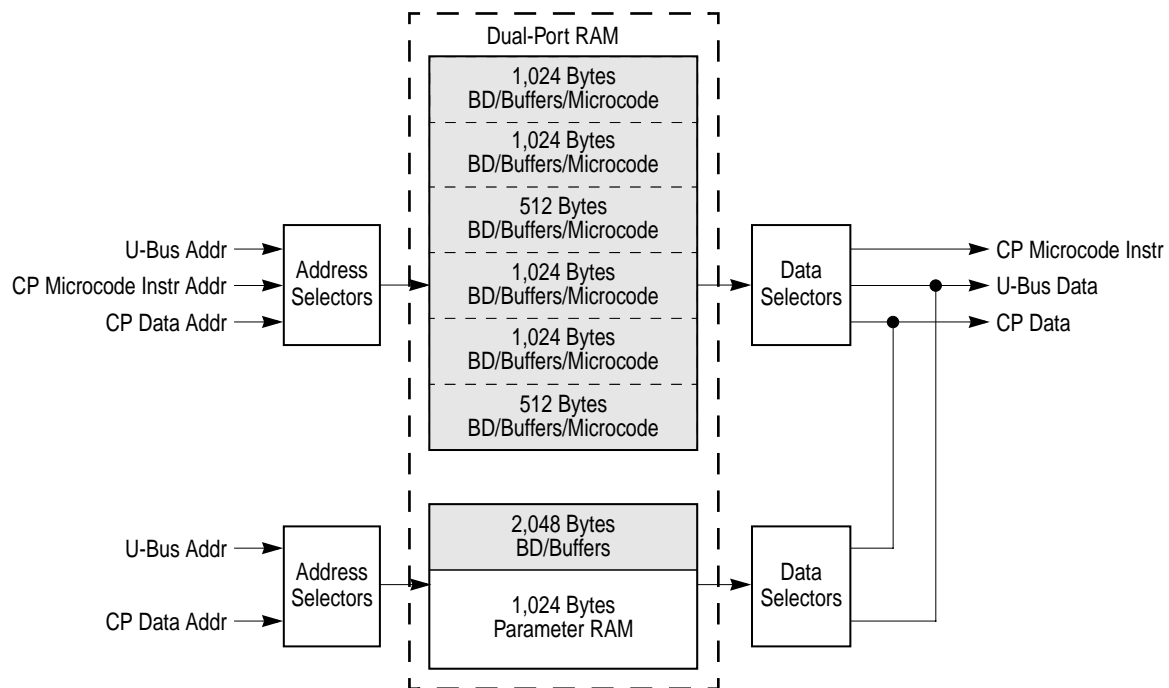 Dual-Port RAM
1,024 Bytes
BD/Buffers/Microcode
1,024 Bytes
BD/Buffers/Microcode
512 Bytes
BD/Buffers/Microcode
1,024 Bytes
BD/Buffers/Microcode
1,024 Bytes
BD/Buffers/Microcode
512 Bytes
BD/Buffers/Microcode
U-Bus Addr
CP Microcode Instr Addr
CP Data Addr
Address
Selectors
Data
Selectors
CP Microcode Instr
U-Bus Data
CP Data
U-Bus Addr
CP Data Addr
Address
Selectors
2,048 Bytes
BD/Buffers
1,024 Bytes
Parameter RAM
Data
Selectors